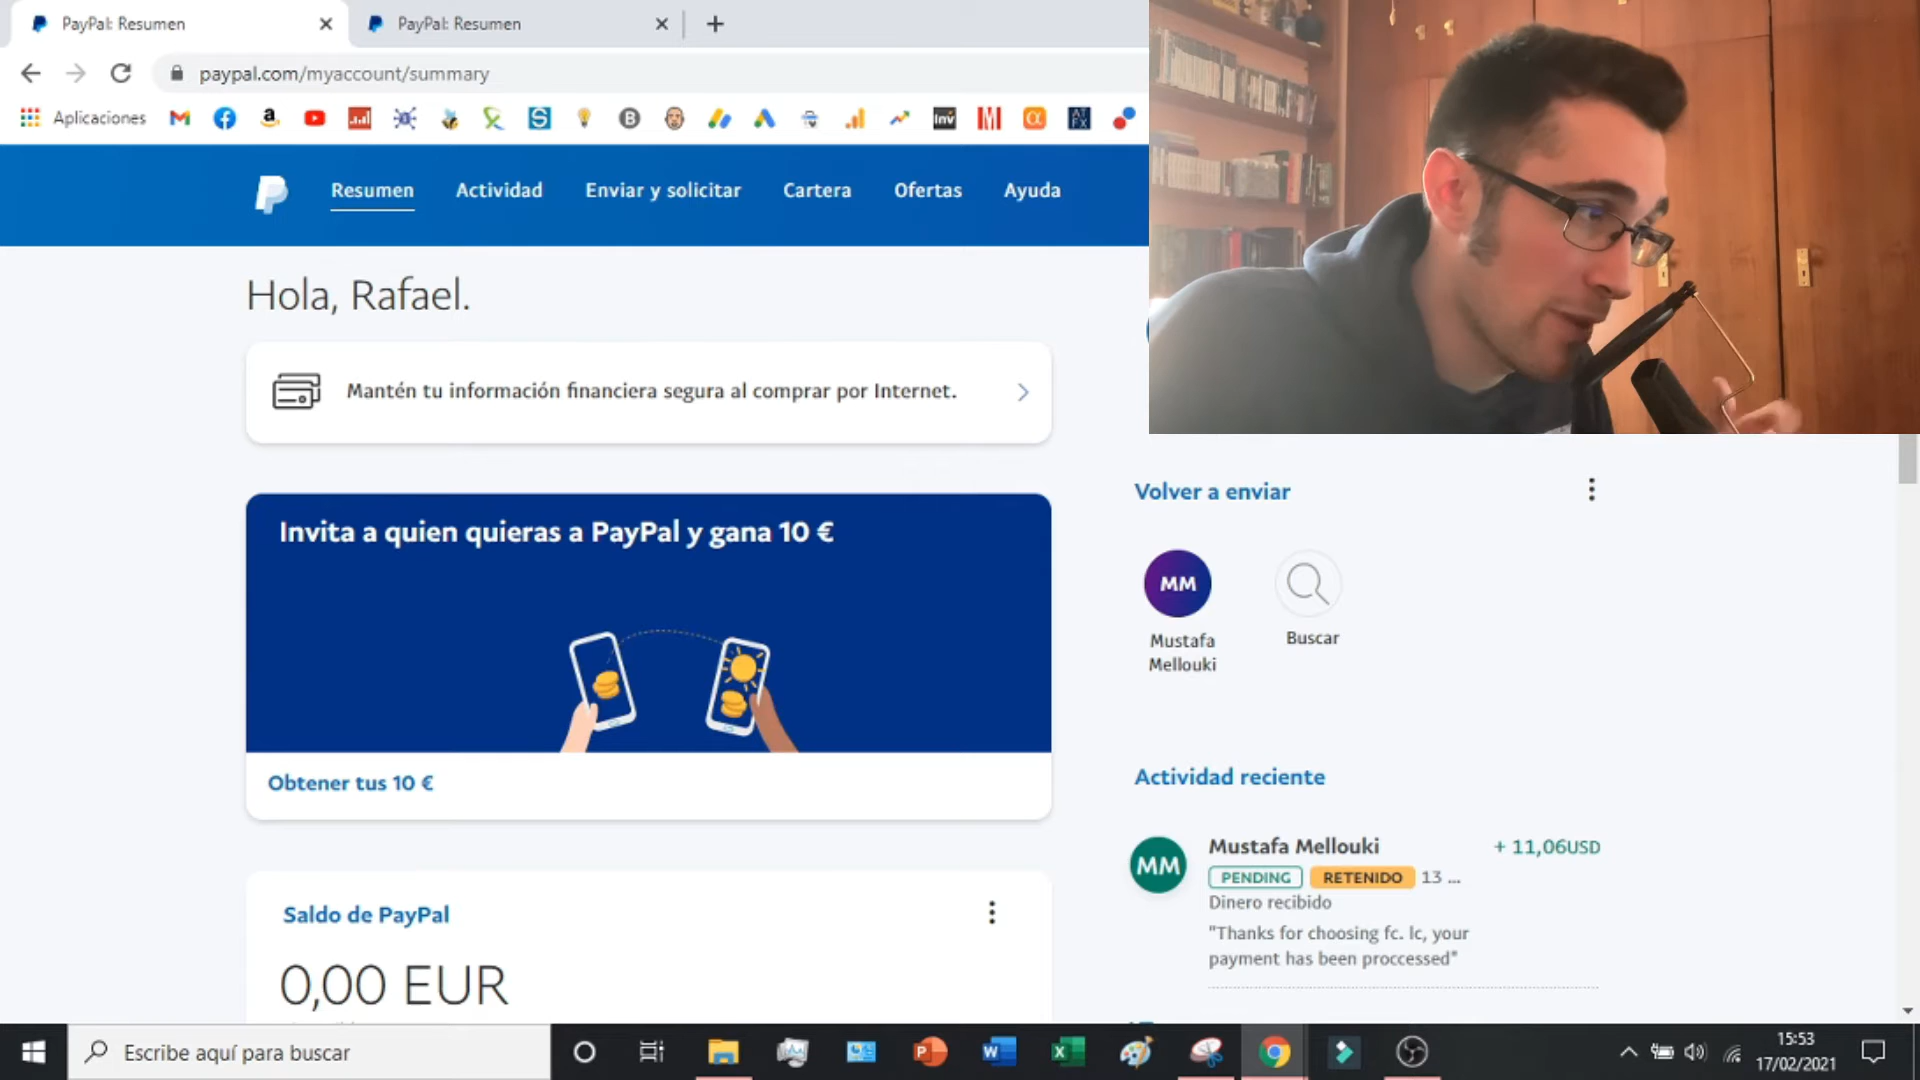 PayPal: Resumen
PayPal: Resumen
paypal.com/myaccount/summary
Aplicaciones
Resumen
Actividad
Enviar y solicitar
Cartera
Ofertas
Ayuda
Hola, Rafael.
Mantén tu información financiera segura al comprar por Internet.
Invita a quien quieras a PayPal y gana 10 €
Obtener tus 10 €
Saldo de PayPal
0,00 EUR
Volver a enviar
MM
Mustafa
Mellouki
Buscar
Actividad reciente
MM
Mustafa Mellouki
+ 11,06USD
PENDING
RETENIDO
13 ...
Dinero recibido
"Thanks for choosing fc. lc, your
payment has been proccessed"
Escribe aquí para buscar
15:53
17/02/2021